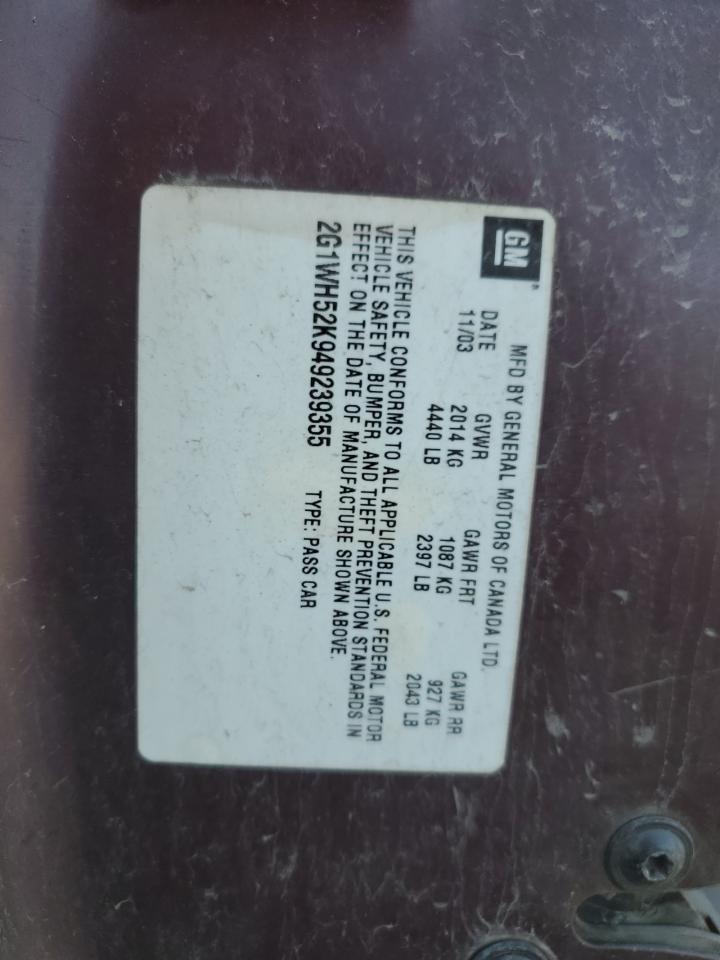 GM
MFD BY GENERAL MOTORS OF CANADA LTD.
DATE GVWR GAWR FRT GAWR RR
11/03 2014 KG 1087 KG 927 KG
4440 LB 2397 LB 2043 LB
THIS VEHICLE CONFORMS TO ALL APPLICABLE U.S. FEDERAL MOTOR
VEHICLE SAFETY, BUMPER, AND THEFT PREVENTION STANDARDS IN
EFFECT ON THE DATE OF MANUFACTURE SHOWN ABOVE.
2G1WH52K949239355 TYPE: PASS CAR